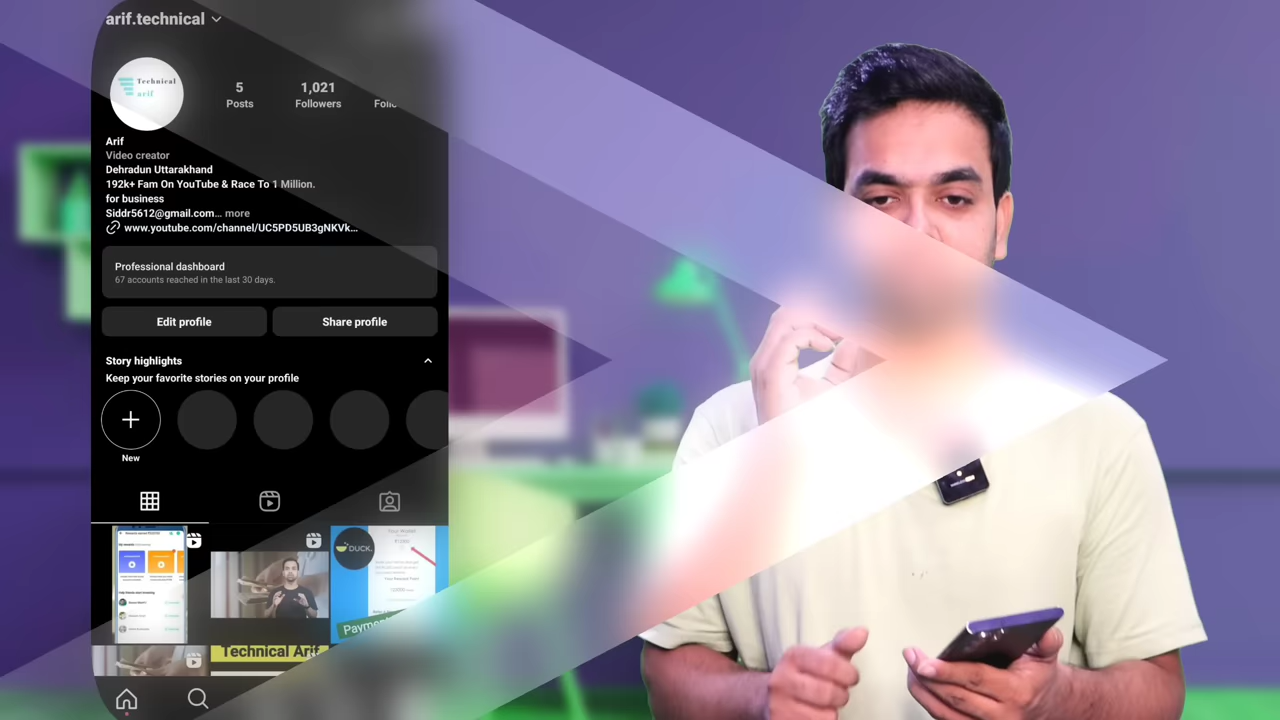 arif.technical
Technical
arif
5
Posts
1,021
Followers
Arif
Video creator
Dehradun Uttarakhand
192k+ Fam On YouTube & Race To 1 Million.
for business
Siddr5612@gmail.com... more
www.youtube.com/channel/UC5PD5UB3gNKVk...
Professional dashboard
67 accounts reached in the last 30 days.
Edit profile
Share profile
Story highlights
Keep your favorite stories on your profile
New
DUCK.
Technical Arif